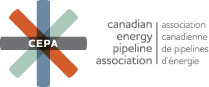 CEPA
canadian
energy
pipeline
association
association
canadienne
de pipelines
d'énergie